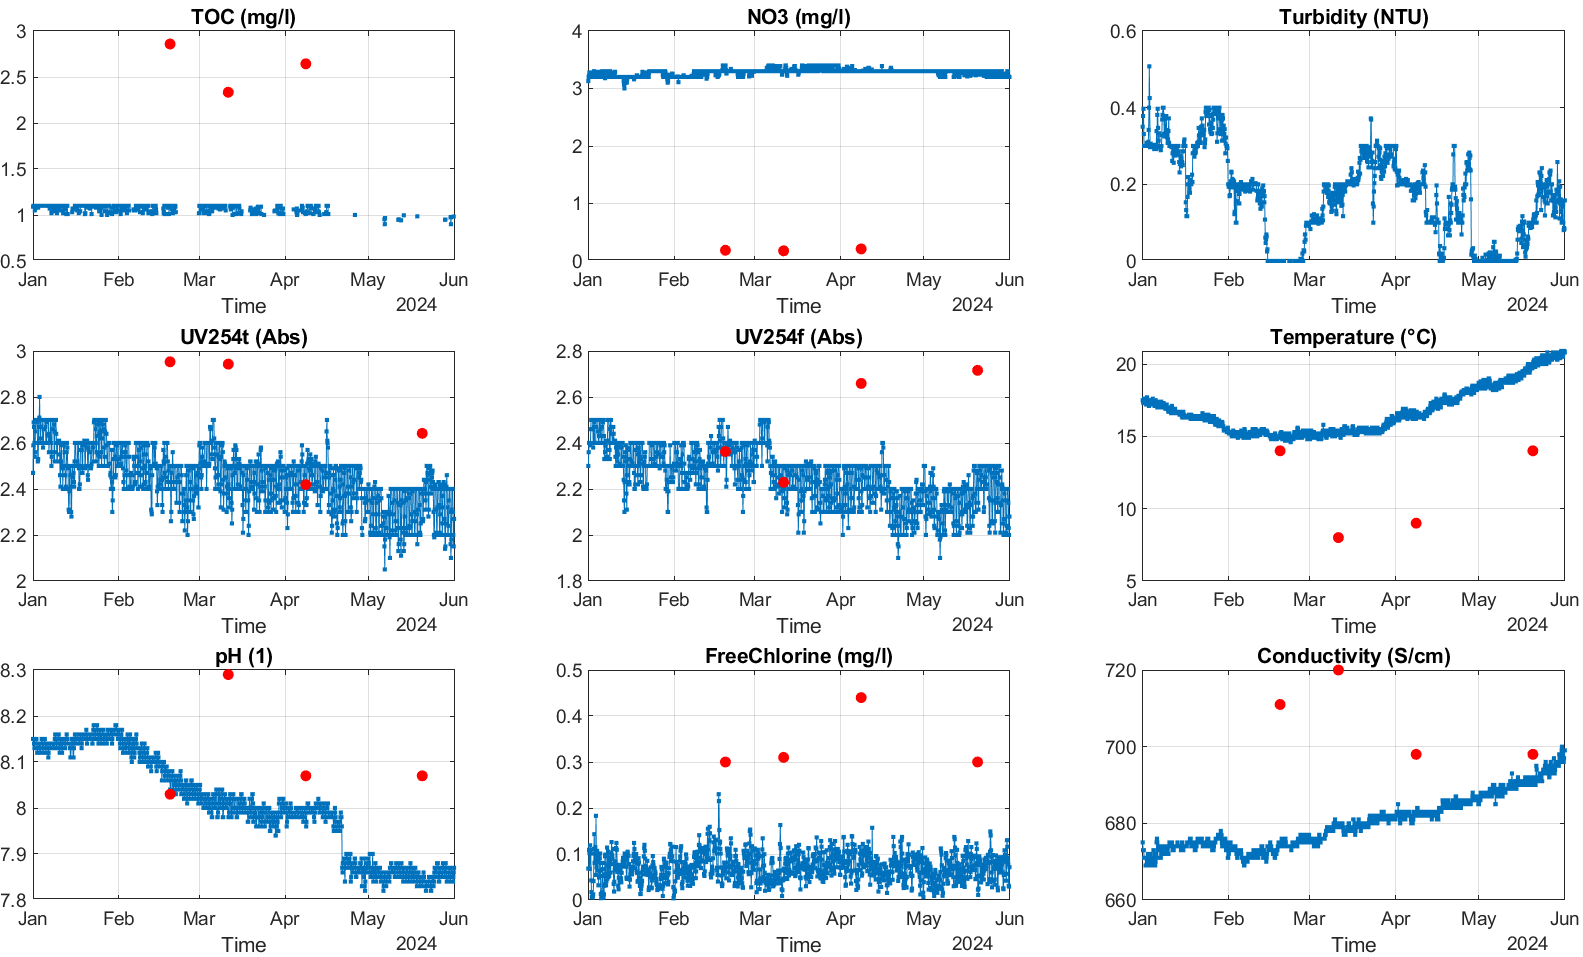 TOC (mg/l)
3
2.5
2
1.5
1
0.5
Jan Feb Mar Apr May Jun
Time 2024
NO3 (mg/l)
4
3
2
1
0
Jan Feb Mar Apr May Jun
Time 2024
Turbidity (NTU)
0.6
0.4
0.2
0
Jan Feb Mar Apr May Jun
Time 2024
UV254t (Abs)
3
2.8
2.6
2.4
2.2
2
Jan Feb Mar Apr May Jun
Time 2024
UV254f (Abs)
2.8
2.6
2.4
2.2
2
1.8
Jan Feb Mar Apr May Jun
Time 2024
Temperature (°C)
20
15
10
5
Jan Feb Mar Apr May Jun
Time 2024
pH (1)
8.3
8.2
8.1
8
7.9
7.8
Jan Feb Mar Apr May Jun
Time 2024
FreeChlorine (mg/l)
0.5
0.4
0.3
0.2
0.1
0
Jan Feb Mar Apr May Jun
Time 2024
Conductivity (S/cm)
720
700
680
660
Jan Feb Mar Apr May Jun
Time 2024